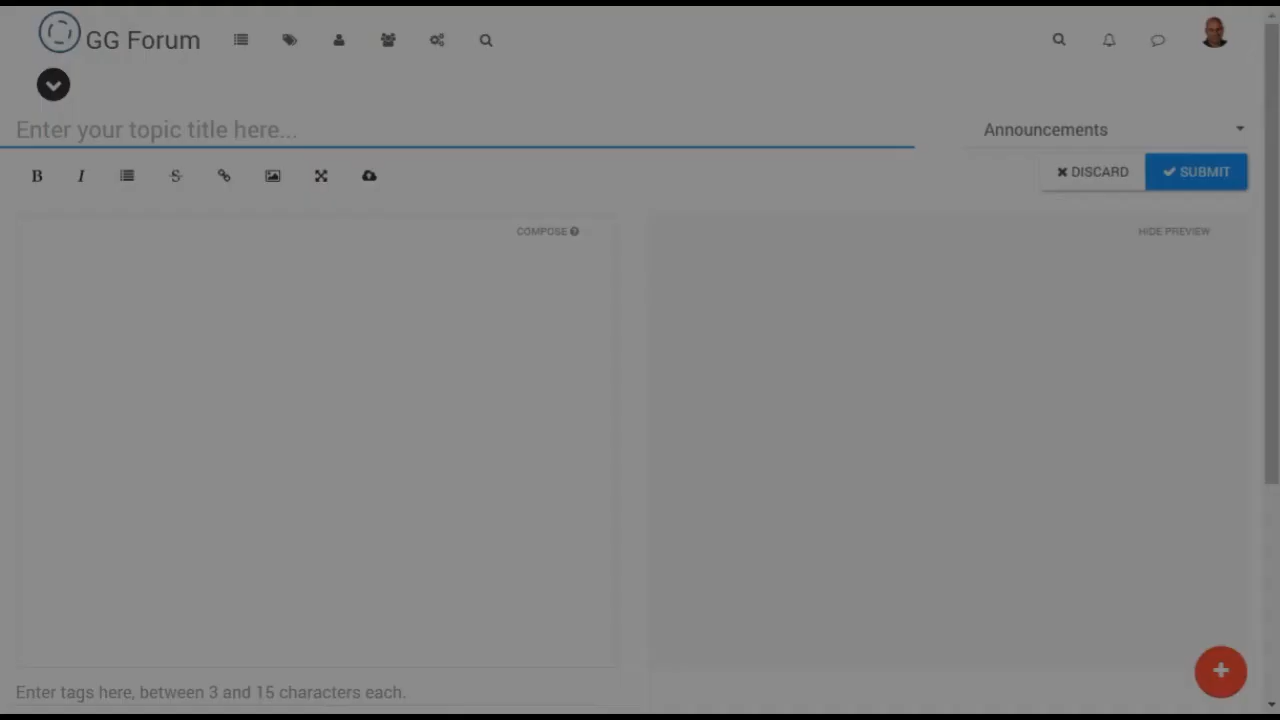 GG Forum
Enter your topic title here...
Announcements
B I S
DISCARD
SUBMIT
COMPOSE
HIDE PREVIEW
Enter tags here, between 3 and 15 characters each.